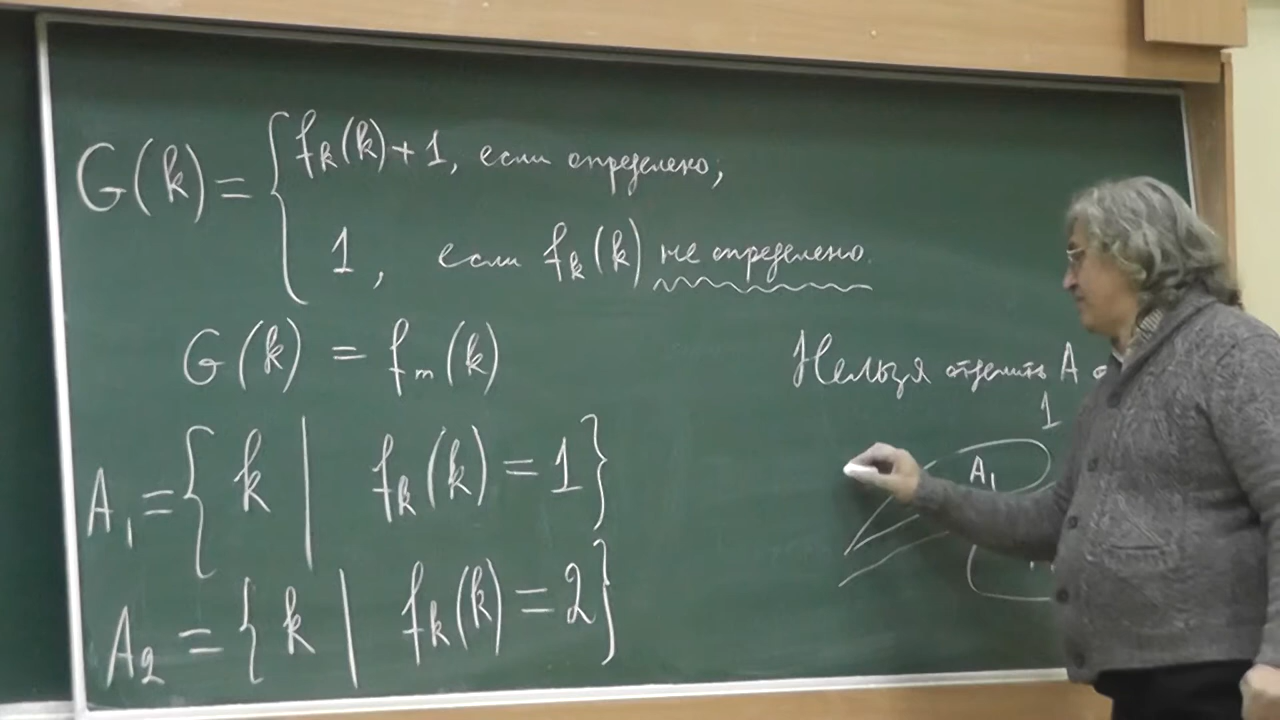 G(k) = { f_k(k) + 1, если определено;
1, если f_k(k) не определено.
G(k) = f_m(k)
A_1 = { k | f_k(k) = 1 }
A_2 = { k | f_k(k) = 2 }
Нельзя отделить A
1
A_1